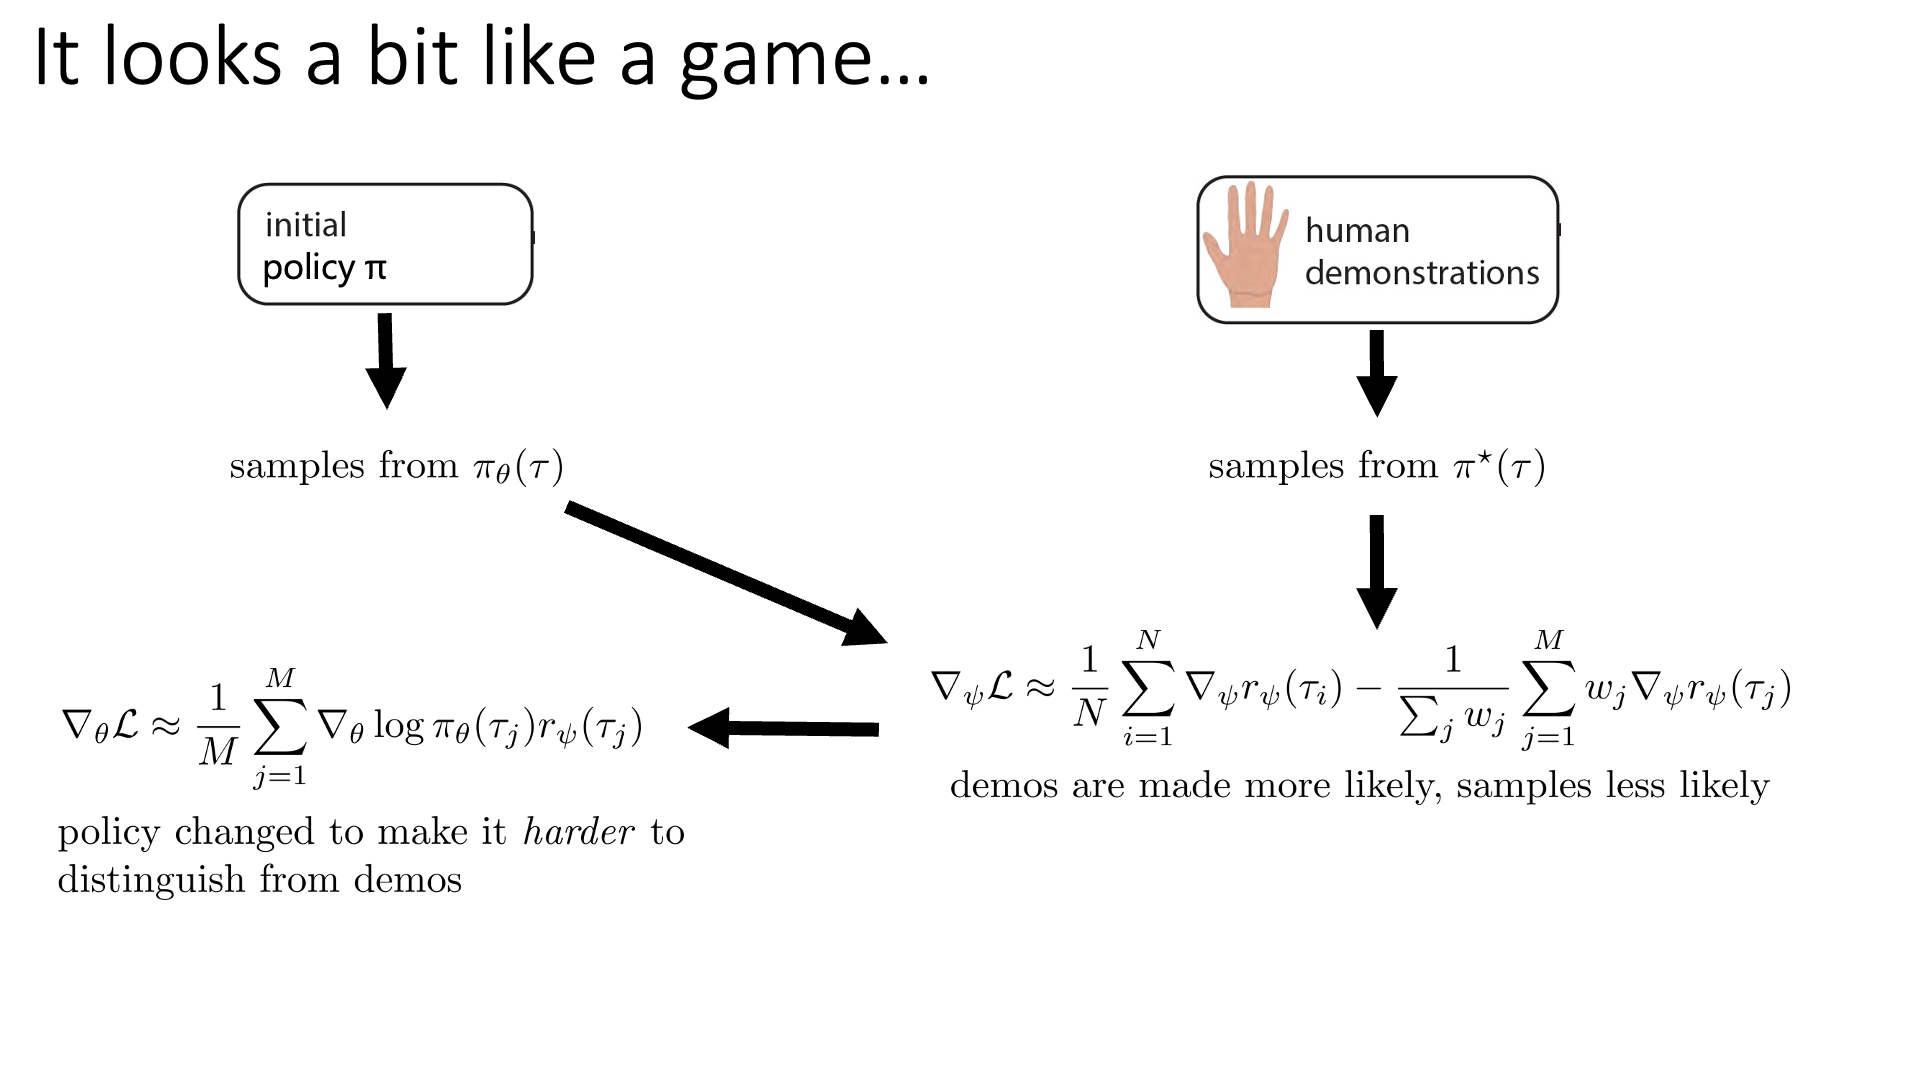 It looks a bit like a game...
initial
policy π
human
demonstrations
samples from $\pi_\theta(\tau)$
samples from $\pi^\star(\tau)$
$\nabla_\psi \mathcal{L} \approx \frac{1}{N} \sum_{i=1}^{N} \nabla_\psi r_\psi(\tau_i) - \frac{1}{\sum_j w_j} \sum_{j=1}^{M} w_j \nabla_\psi r_\psi(\tau_j)$
demos are made more likely, samples less likely
$\nabla_\theta \mathcal{L} \approx \frac{1}{M} \sum_{j=1}^{M} \nabla_\theta \log \pi_\theta(\tau_j) r_\psi(\tau_j)$
policy changed to make it harder to
distinguish from demos